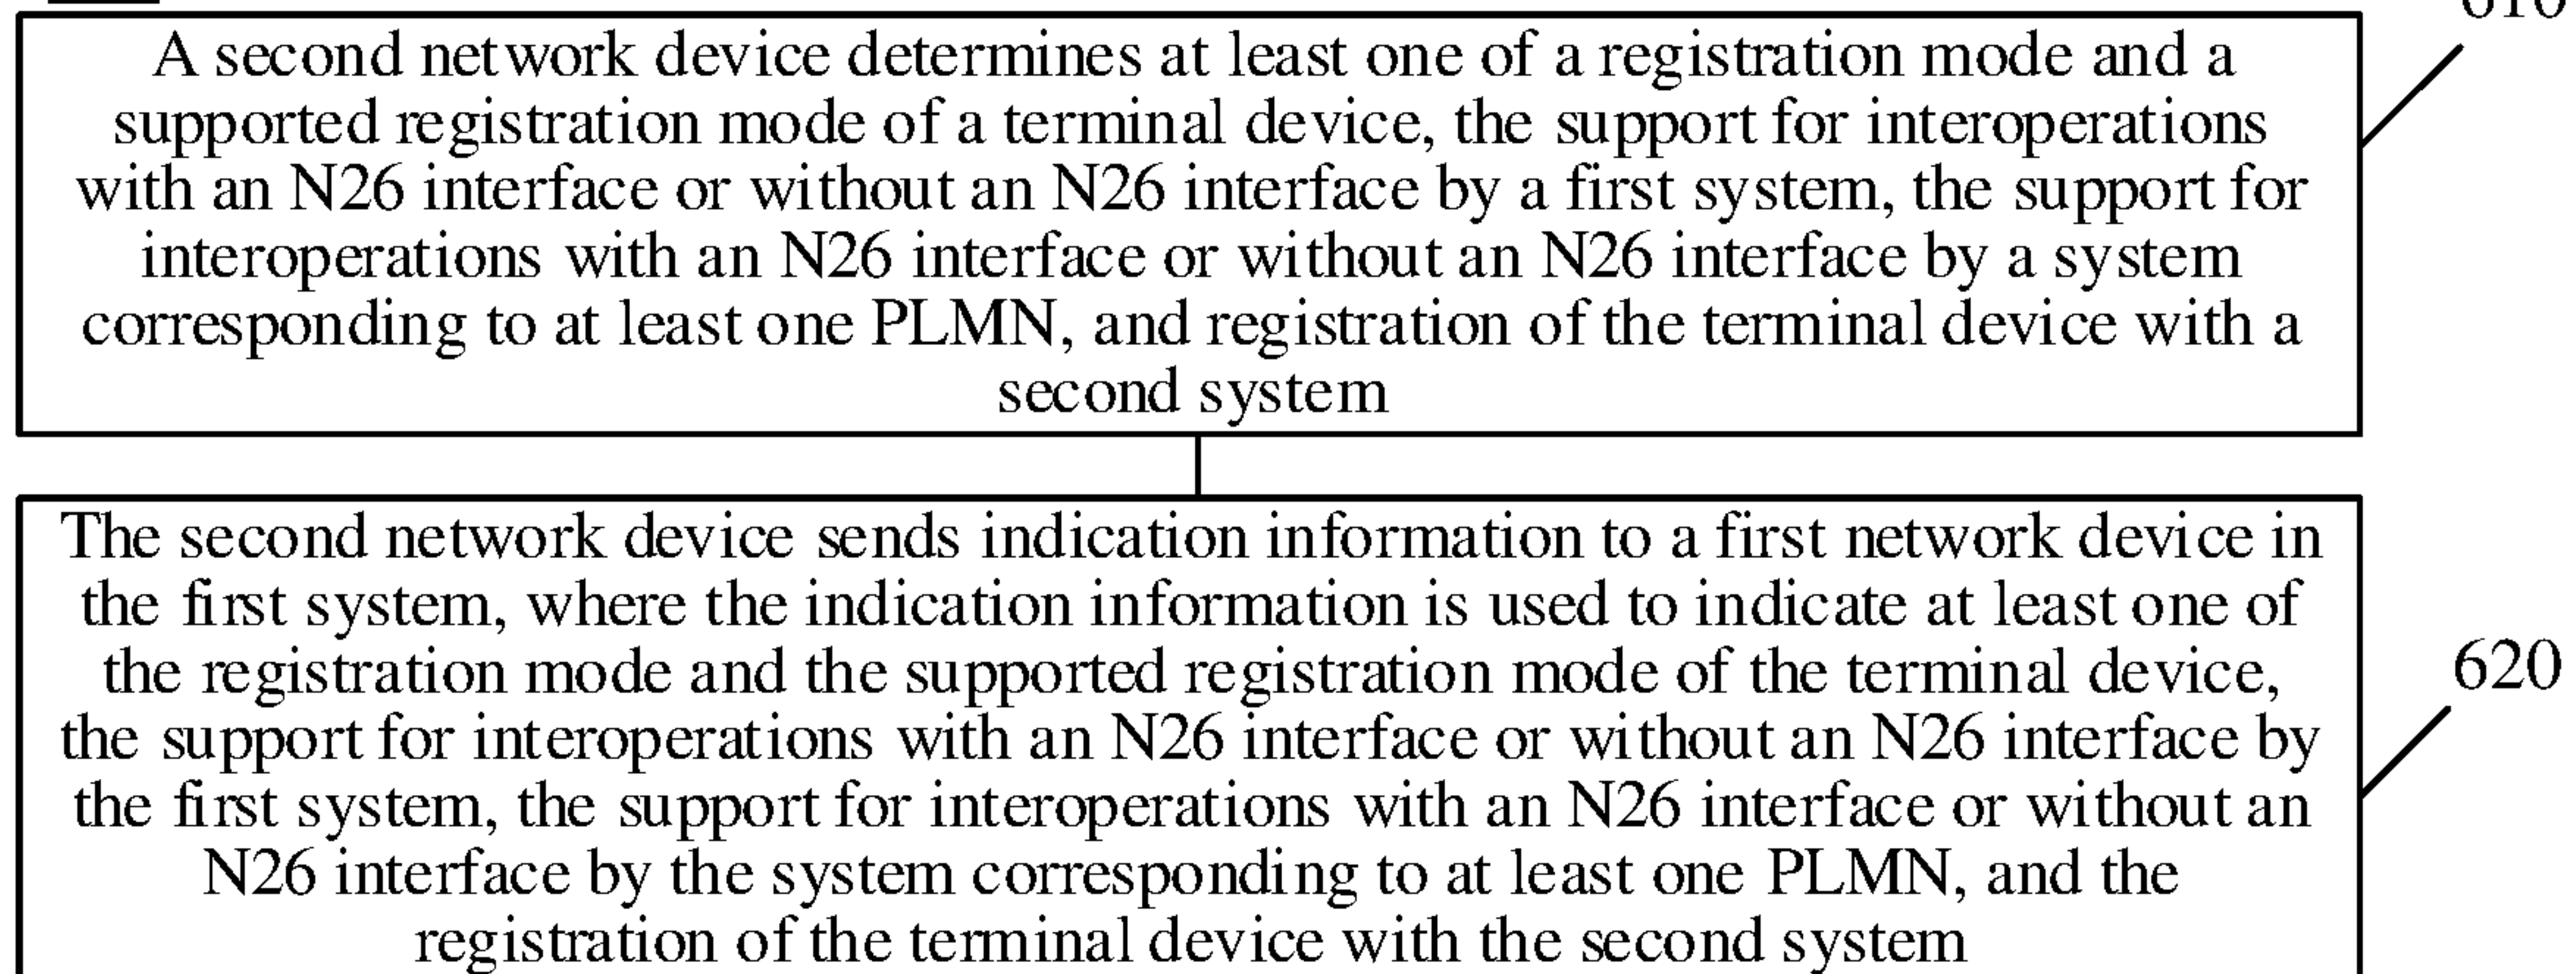 610
A second network device determines at least one of a registration mode and a
supported registration mode of a terminal device, the support for interoperations
with an N26 interface or without an N26 interface by a first system, the support for
interoperations with an N26 interface or without an N26 interface by a system
corresponding to at least one PLMN, and registration of the terminal device with a
second system
The second network device sends indication information to a first network device in
the first system, where the indication information is used to indicate at least one of
the registration mode and the supported registration mode of the terminal device,
620
the support for interoperations with an N26 interface or without an N26 interface by
the first system, the support for interoperations with an N26 interface or without an
N26 interface by the system corresponding to at least one PLMN, and the
registration of the terminal device with the second system